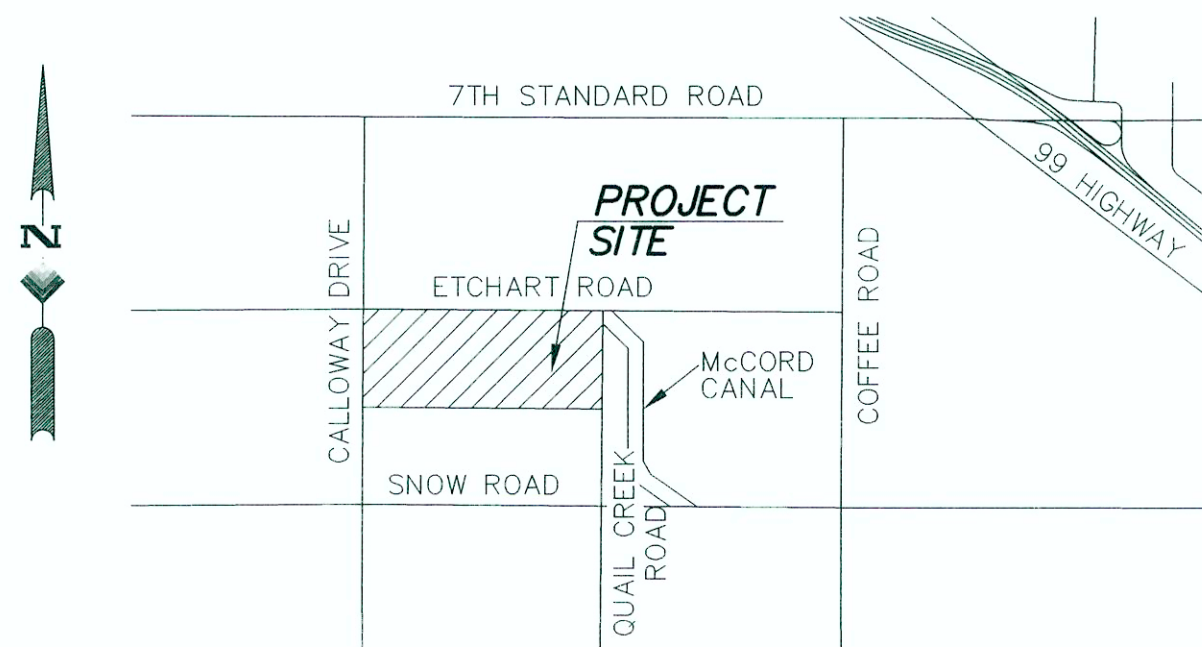 7TH STANDARD ROAD
99 HIGHWAY
N
PROJECT
SITE
CALLOWAY DRIVE
ETCHART ROAD
COFFEE ROAD
McCORD
CANAL
SNOW ROAD
QUAIL CREEK
ROAD